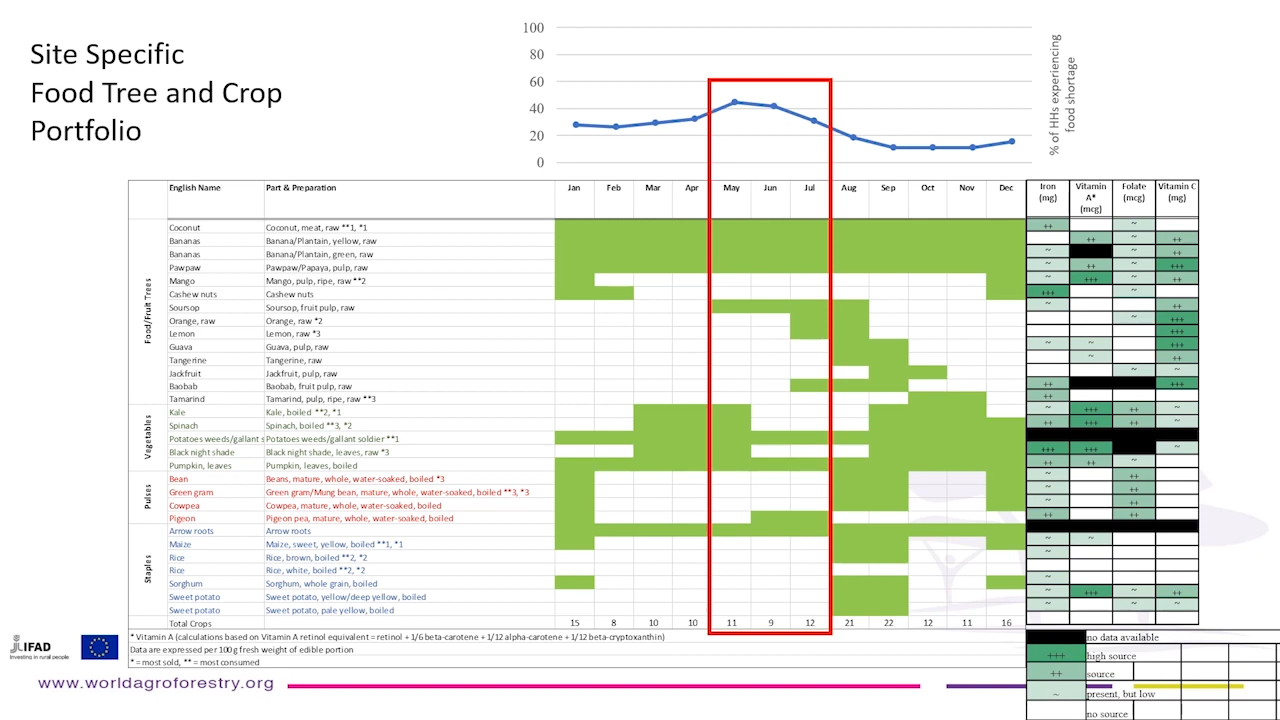 Site Specific
Food Tree and Crop
Portfolio
100
80
60
40
20
0
% of HHs experiencing
food shortage
English Name Part & Preparation Jan Feb Mar Apr May Jun Jul Aug Sep Oct Nov Dec
Iron (mg) Vitamin A* (mcg) Folate (mcg) Vitamin C (mg)
Food/Fruit Trees
Coconut Coconut, meat, raw **1, *1 ++ ~
Bananas Banana/Plantain, yellow, raw ++ ~ ++
Bananas Banana/Plantain, green, raw ~ ~ ++
Pawpaw Pawpaw/Papaya, pulp, raw ~ ++ ~ +++
Mango Mango, pulp, ripe, raw **2 ~ +++ ~ ++
Cashew nuts Cashew nuts +++ ~
Soursop Soursop, fruit pulp, raw ~ ++
Orange, raw Orange, raw *2 ~ +++
Lemon Lemon, raw *3 +++
Guava Guava, pulp, raw ~ ~ +++
Tangerine Tangerine, raw ~ ++
Jackfruit Jackfruit, pulp, raw ~ ~
Baobab Baobab, fruit pulp, raw ++ +++
Tamarind Tamarind, pulp, ripe, raw **3 ++
Vegetables
Kale Kale, boiled **2, *1 ~ +++ ++ ~
Spinach Spinach, boiled **3, *2 ++ +++ ++ ~
Potatoes weeds/gallant s Potatoes weeds/gallant soldier **1
Black night shade Black night shade, leaves, raw *3 +++ +++ ~
Pumpkin, leaves Pumpkin, leaves, boiled ++ ++ ~
Pulses
Bean Beans, mature, whole, water-soaked, boiled *3 ~ ++
Green gram Green gram/Mung bean, mature, whole, water-soaked, boiled **3, *3 ~ ++
Cowpea Cowpea, mature, whole, water-soaked, boiled ~ ++
Pigeon Pigeon pea, mature, whole, water-soaked, boiled ++ ++
Staples
Arrow roots Arrow roots
Maize Maize, sweet, yellow, boiled **1, *1 ~ ~
Rice Rice, brown, boiled **2, *2 ~
Rice Rice, white, boiled **2, *2
Sorghum Sorghum, whole grain, boiled ~
Sweet potato Sweet potato, yellow/deep yellow, boiled ~ +++ ~ ++
Sweet potato Sweet potato, pale yellow, boiled ~ ~ ~
Total Crops 15 8 10 10 11 9 12 21 22 12 11 16
* Vitamin A (calculations based on Vitamin A retinol equivalent = retinol + 1/6 beta-carotene + 1/12 alpha-carotene + 1/12 beta-cryptoxanthin)
Data are expressed per 100 g fresh weight of edible portion
* = most sold, ** = most consumed
no data available
+++ high source
++ source
~ present, but low
no source
JLIFAD
Investing in rural people
www.worldagroforestry.org